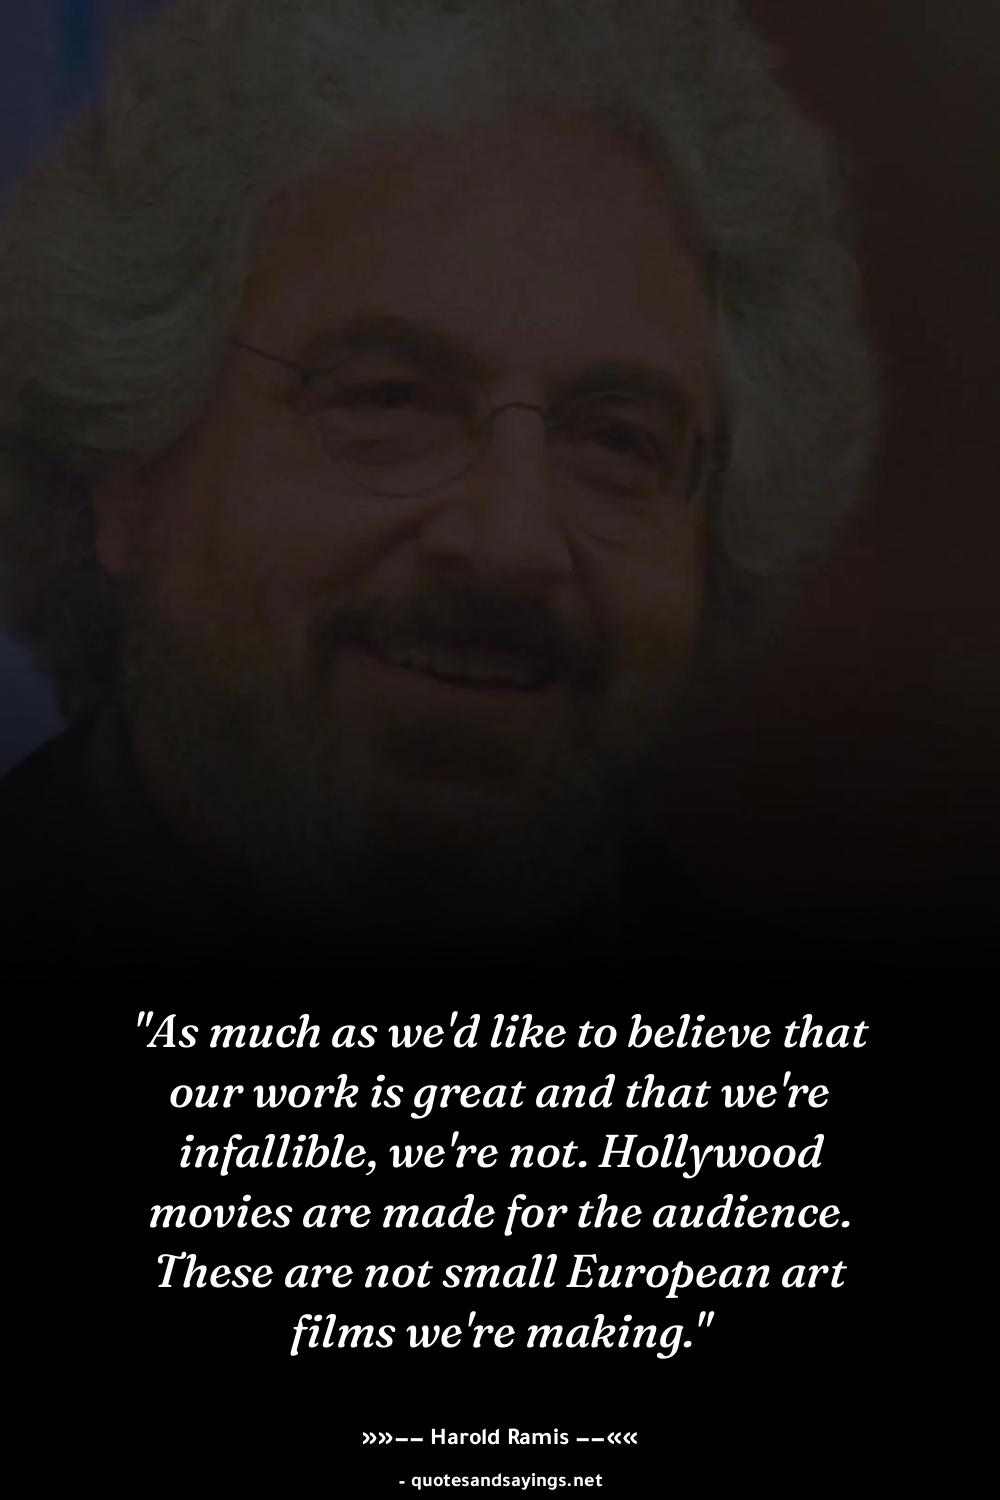 "As much as we'd like to believe that
our work is great and that we're
infallible, we're not. Hollywood
movies are made for the audience.
These are not small European art
films we're making."
»»−− Harold Ramis −−««
- quotesandsayings.net